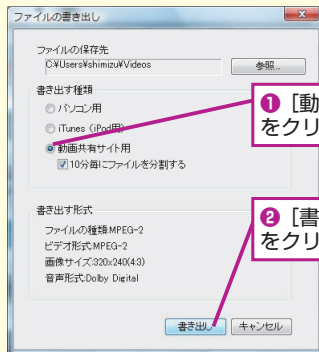 ファイルの書き出し
ファイルの保存先
C:¥Users¥shimizu¥Videos
参照...
書き出す種類
パソコン用
iTunes（iPod用）
動画共有サイト用
10分毎にファイルを分割する
❶［動
をクリ
書き出す形式
ファイルの種類:MPEG-2
ビデオ形式:MPEG-2
画像サイズ:320x240(4:3)
音声形式:Dolby Digital
❷［書
をクリ
書き出し
キャンセル